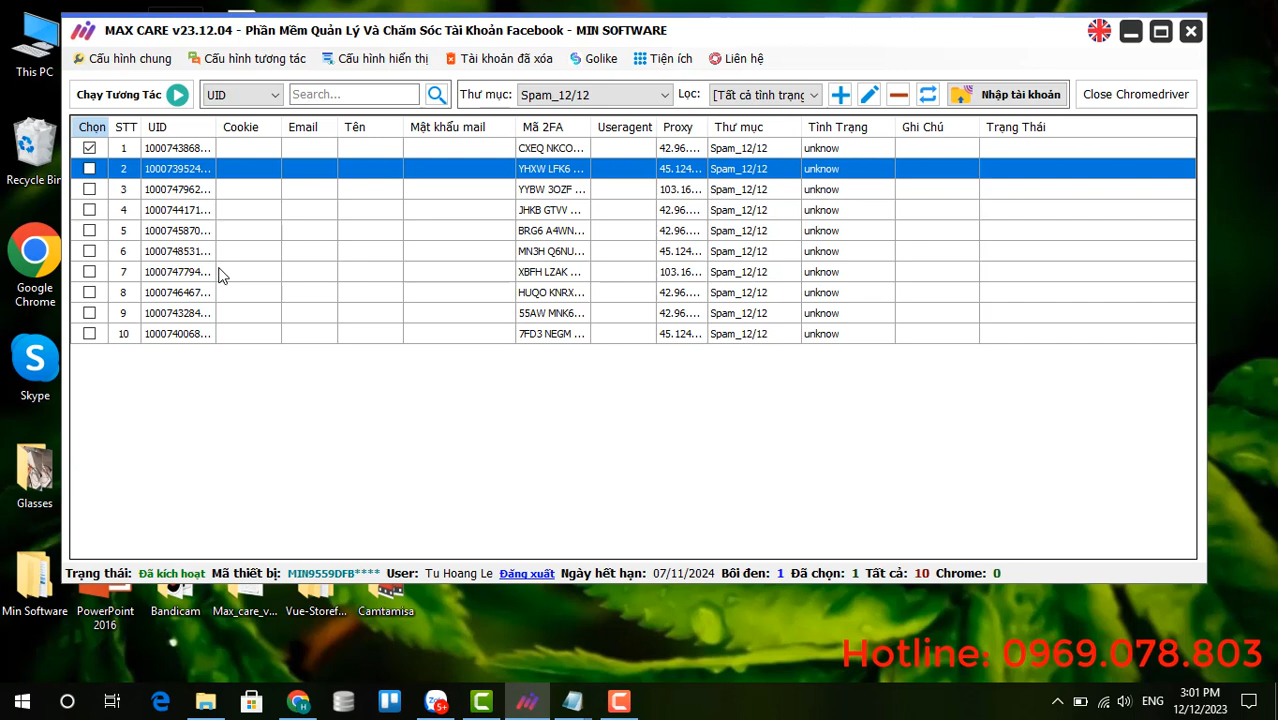 This PC
Recycle Bin
Google Chrome
Skype
Glasses
Min Software
PowerPoint 2016
Bandicam
Max_care_v...
Vue-Storef...
Camtamisa
MAX CARE v23.12.04 - Phần Mềm Quản Lý Và Chăm Sóc Tài Khoản Facebook - MIN SOFTWARE
Cấu hình chung Cấu hình tương tác Cấu hình hiển thị Tài khoản đã xóa Golike Tiện ích Liên hệ
Chạy Tương Tác UID Search... Thư mục: Spam_12/12 Lọc: [Tất cả tình trạng Nhập tài khoản Close Chromedriver
Chọn STT UID Cookie Email Tên Mật khẩu mail Mã 2FA Useragent Proxy Thư mục Tình Trạng Ghi Chú Trạng Thái
1 1000743868... CXEQ NKCO... 42.96.... Spam_12/12 unknow
2 1000739524... YHXW LFK6 ... 45.124... Spam_12/12 unknow
3 1000747962... YYBW 3OZF ... 103.16... Spam_12/12 unknow
4 1000744171... JHKB GTVV ... 42.96.... Spam_12/12 unknow
5 1000745870... BRG6 A4WN... 42.96.... Spam_12/12 unknow
6 1000748531... MN3H Q6NU... 45.124... Spam_12/12 unknow
7 1000747794... XBFH LZAK ... 103.16... Spam_12/12 unknow
8 1000746467... HUQO KNRX... 42.96.... Spam_12/12 unknow
9 1000743284... 55AW MNK6... 42.96.... Spam_12/12 unknow
10 1000740068... 7FD3 NEGM ... 45.124... Spam_12/12 unknow
Trạng thái: Đã kích hoạt Mã thiết bị: MIN9559DFB**** User: Tu Hoang Le Đăng xuất Ngày hết hạn: 07/11/2024 Bôi đen: 1 Đã chọn: 1 Tất cả: 10 Chrome: 0
Hotline: 0969.078.803
5+
ENG
3:01 PM
12/12/2023